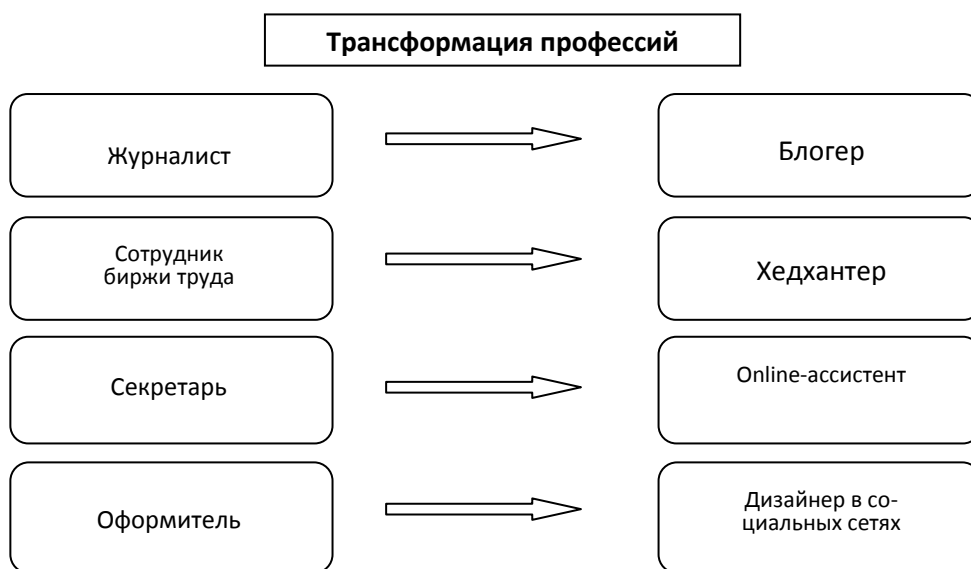 Трансформация профессий
Журналист
Блогер
Сотрудник
биржи труда
Хедхантер
Секретарь
Online-ассистент
Оформитель
Дизайнер в со-
циальных сетях